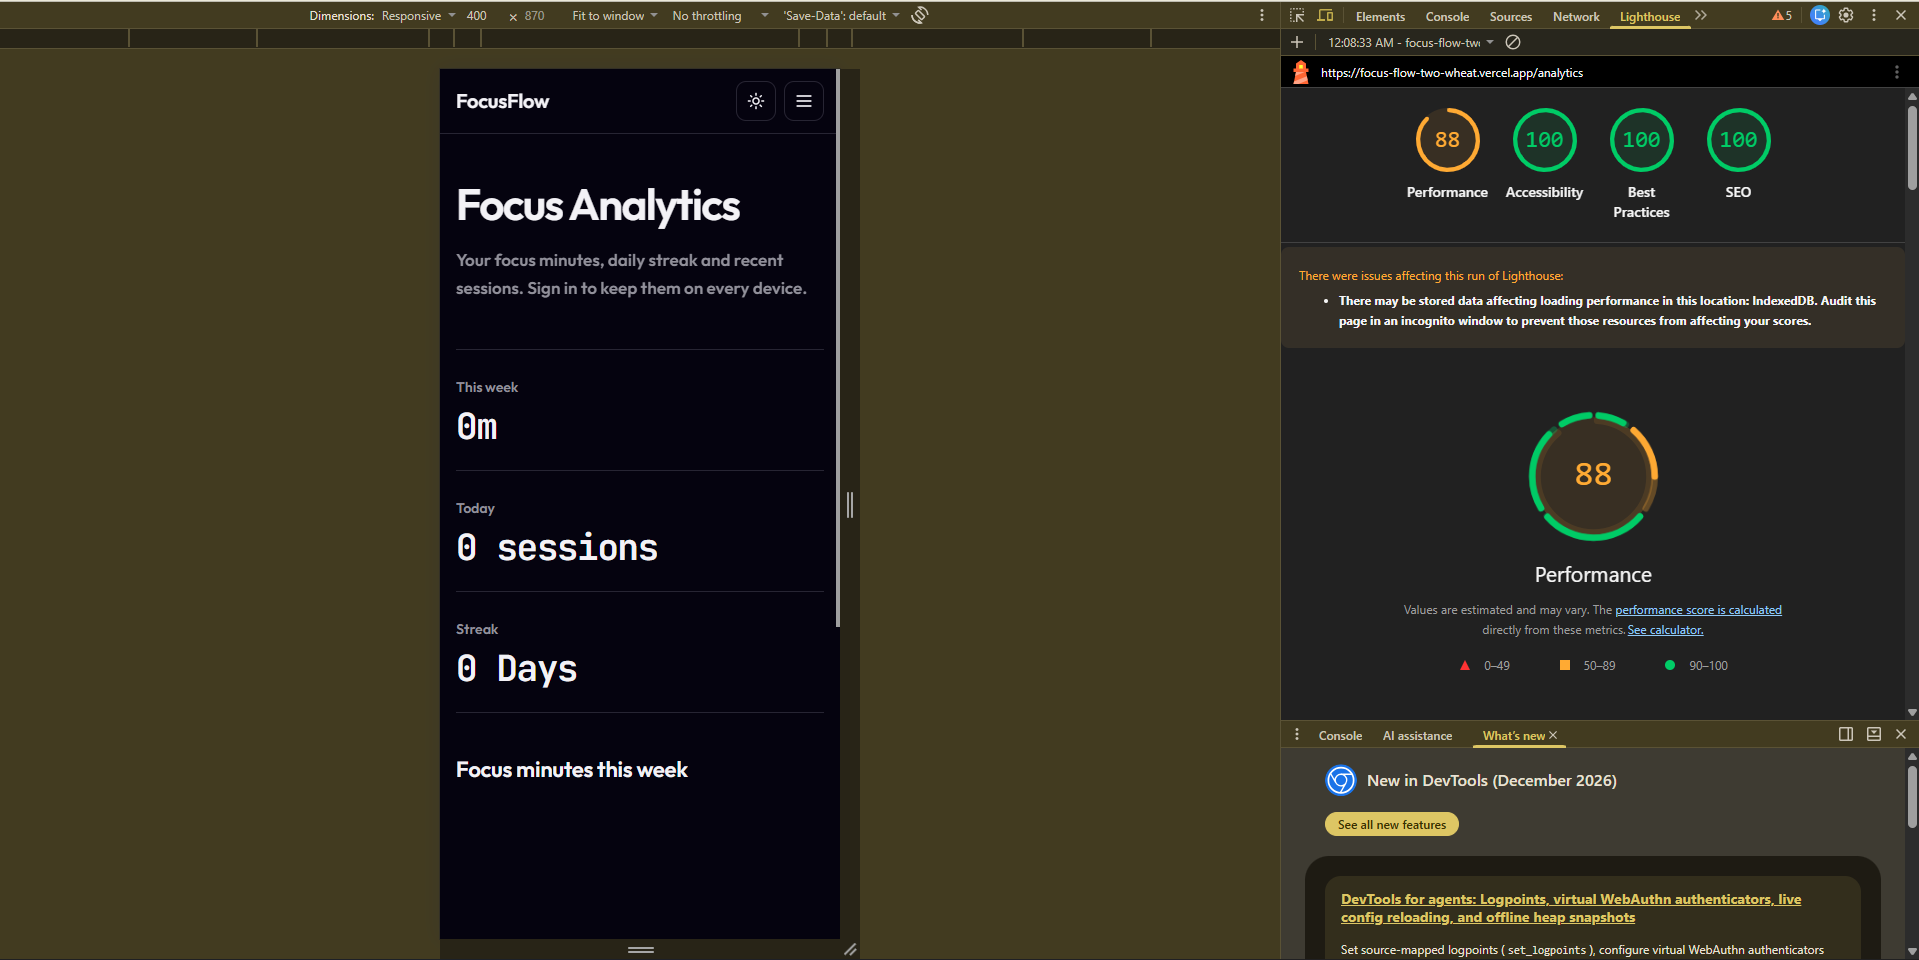 Dimensions: Responsive 400 × 870 Fit to window No throttling 'Save-Data': default
Elements Console Sources Network Lighthouse 5
12:08:33 AM - focus-flow-tw
https://focus-flow-two-wheat.vercel.app/analytics
FocusFlow
Focus Analytics
Your focus minutes, daily streak and recent
sessions. Sign in to keep them on every device.
This week
0m
Today
0 sessions
Streak
0 Days
Focus minutes this week
88 100 100 100
Performance Accessibility Best SEO
Practices
There were issues affecting this run of Lighthouse:
• There may be stored data affecting loading performance in this location: IndexedDB. Audit this
page in an incognito window to prevent those resources from affecting your scores.
88
Performance
Values are estimated and may vary. The performance score is calculated
directly from these metrics. See calculator.
0–49 50–89 90–100
Console AI assistance What's new
New in DevTools (December 2026)
See all new features
DevTools for agents: Logpoints, virtual WebAuthn authenticators, live
config reloading, and offline heap snapshots
Set source-mapped logpoints ( set_logpoints ), configure virtual WebAuthn authenticators